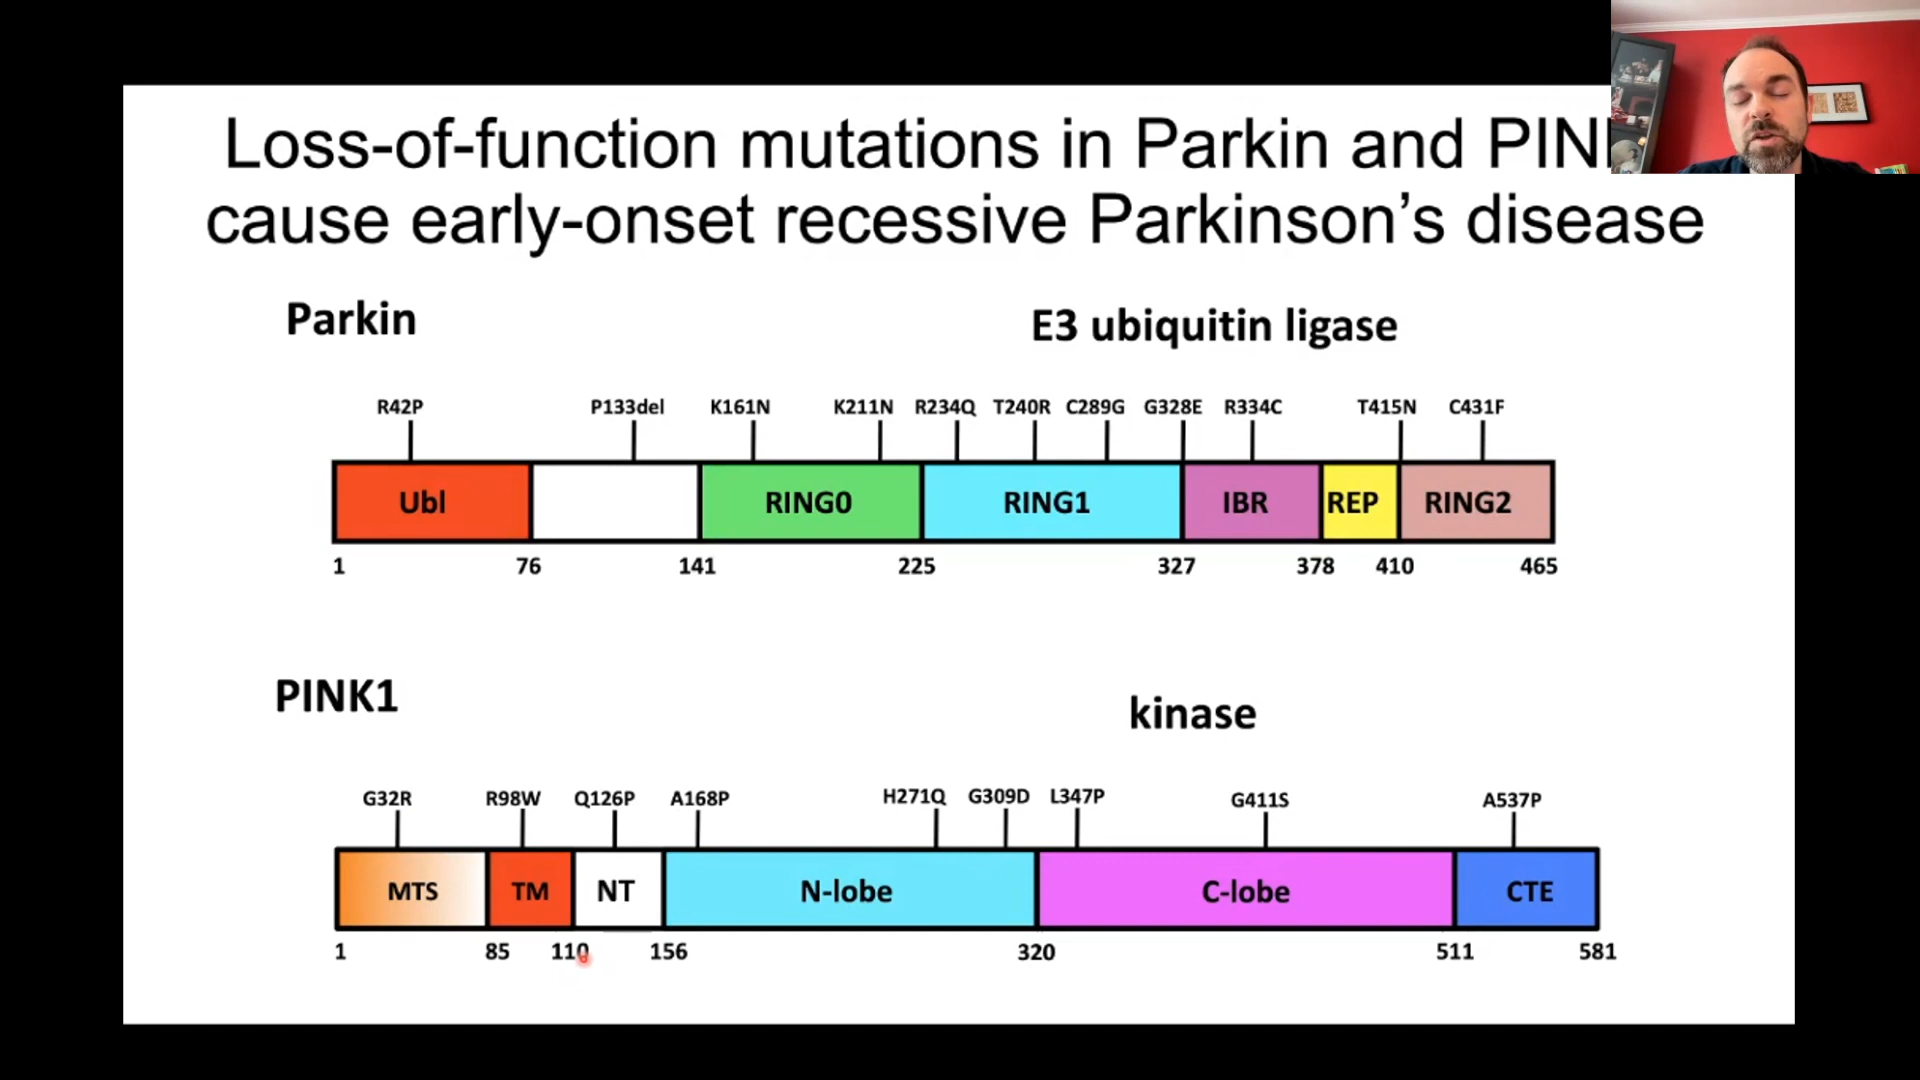 Loss-of-function mutations in Parkin and PIN
cause early-onset recessive Parkinson’s disease
Parkin
E3 ubiquitin ligase
R42P P133del K161N K211N R234Q T240R C289G G328E R334C T415N C431F
Ubl RING0 RING1 IBR REP RING2
1 76 141 225 327 378 410 465
PINK1
kinase
G32R R98W Q126P A168P H271Q G309D L347P G411S A537P
MTS TM NT N-lobe C-lobe CTE
1 85 110 156 320 511 581